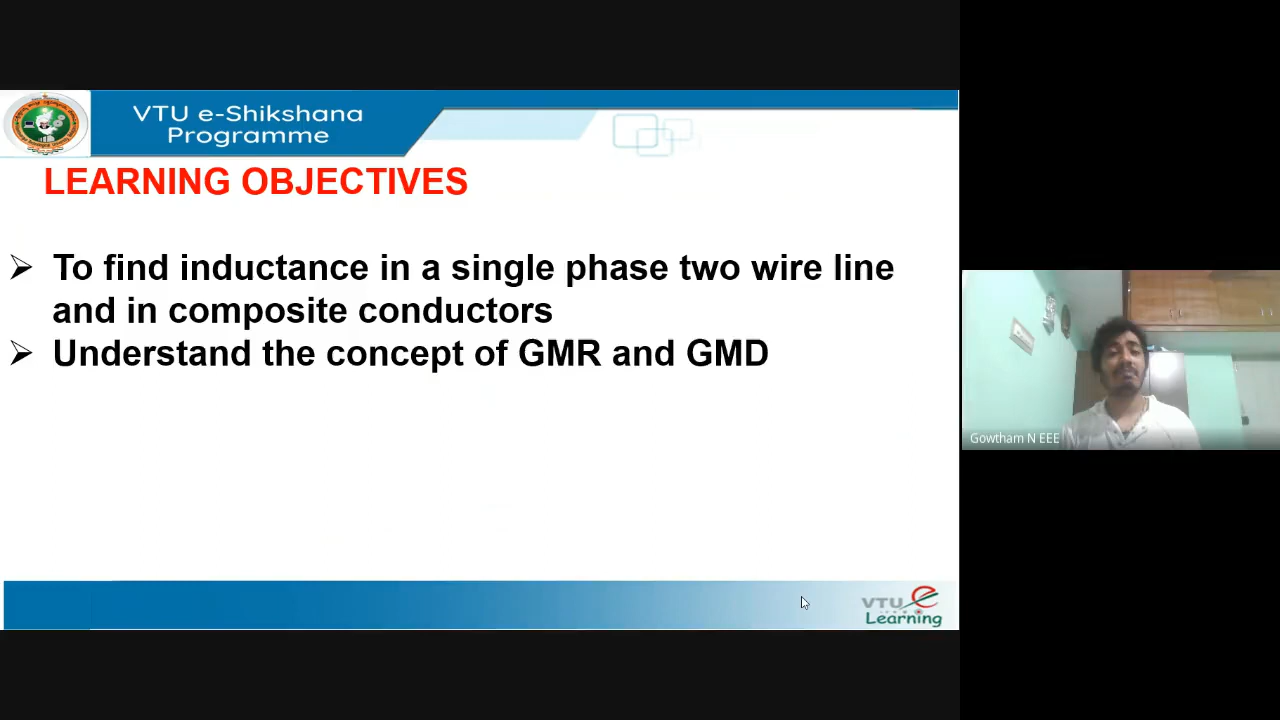 VTU e-Shikshana
Programme
LEARNING OBJECTIVES
➢ To find inductance in a single phase two wire line
and in composite conductors
➢ Understand the concept of GMR and GMD
Gowtham N EEE
VTU e
Learning